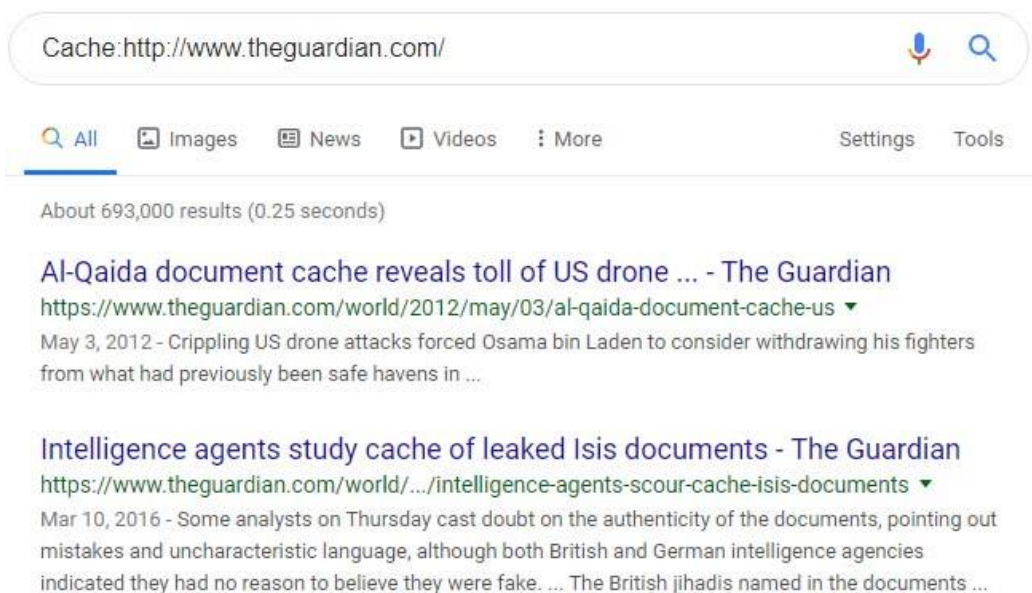 Cache:http://www.theguardian.com/
All Images News Videos More Settings Tools
About 693,000 results (0.25 seconds)
Al-Qaida document cache reveals toll of US drone ... - The Guardian
https://www.theguardian.com/world/2012/may/03/al-qaida-document-cache-us
May 3, 2012 - Crippling US drone attacks forced Osama bin Laden to consider withdrawing his fighters
from what had previously been safe havens in ...
Intelligence agents study cache of leaked Isis documents - The Guardian
https://www.theguardian.com/world/.../intelligence-agents-scour-cache-isis-documents
Mar 10, 2016 - Some analysts on Thursday cast doubt on the authenticity of the documents, pointing out
mistakes and uncharacteristic language, although both British and German intelligence agencies
indicated they had no reason to believe they were fake. ... The British jihadis named in the documents ...